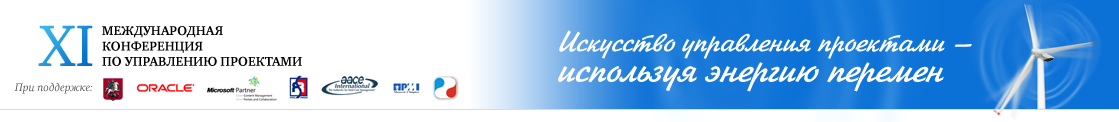 XI
МЕЖДУНАРОДНАЯ
КОНФЕРЕНЦИЯ
ПО УПРАВЛЕНИЮ ПРОЕКТАМИ
При поддержке:
ORACLE
Microsoft Partner
aace
International
Искусство управления проектами –
используя энергию перемен